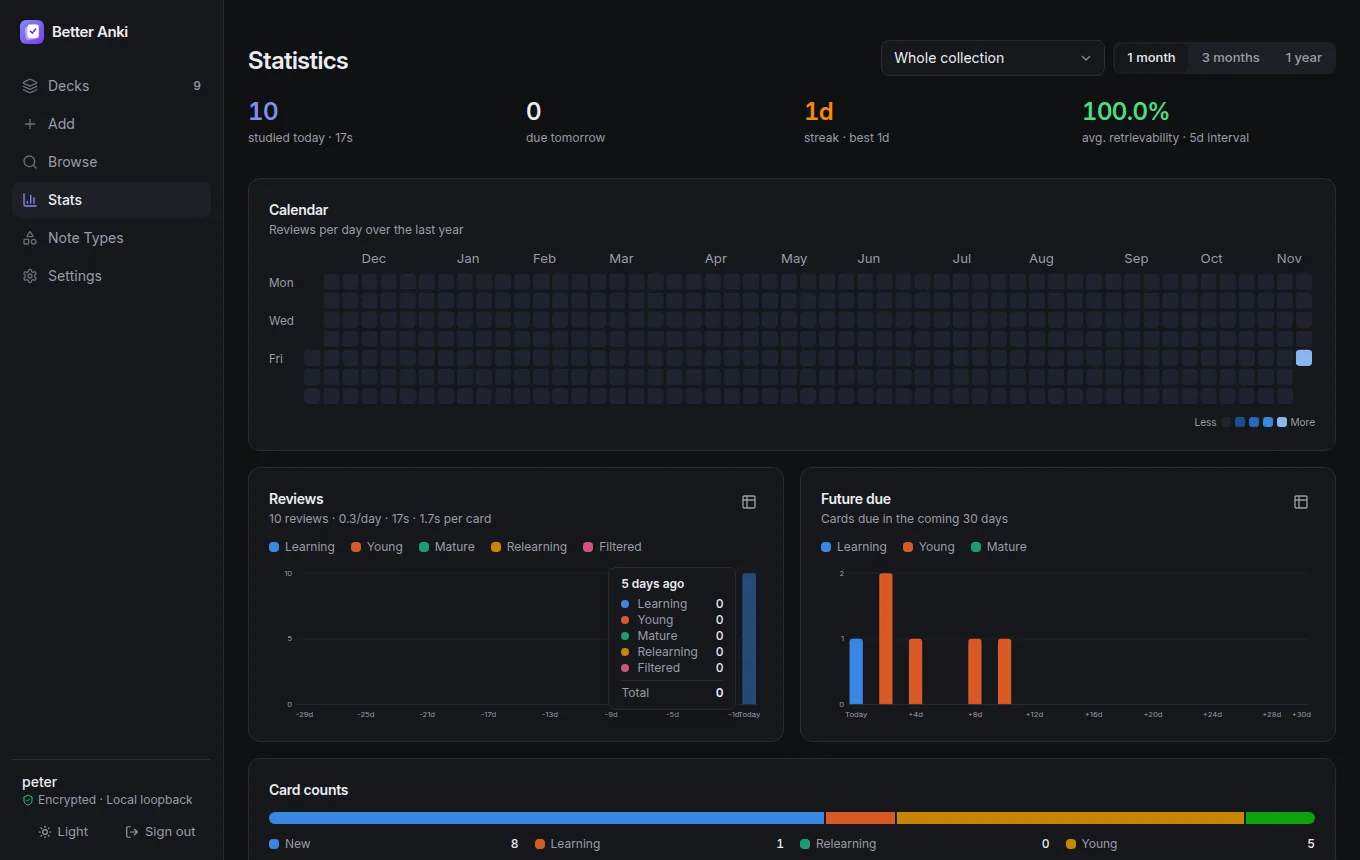 Better Anki
Decks 9
Add
Browse
Stats
Note Types
Settings
peter
Encrypted · Local loopback
Light Sign out
Statistics
Whole collection
1 month 3 months 1 year
10 0 1d 100.0%
studied today · 17s due tomorrow streak · best 1d avg. retrievability · 5d interval
Calendar
Reviews per day over the last year
Dec Jan Feb Mar Apr May Jun Jul Aug Sep Oct Nov
Mon
Wed
Fri
Less More
Reviews
10 reviews · 0.3/day · 17s · 1.7s per card
Learning Young Mature Relearning Filtered
10
5
0
-29d -25d -21d -17d -13d -9d -5d -1d Today
5 days ago
Learning 0
Young 0
Mature 0
Relearning 0
Filtered 0
Total 0
Future due
Cards due in the coming 30 days
Learning Young Mature
2
1
0
Today +4d +8d +12d +16d +20d +24d +28d +30d
Card counts
New 8 Learning 1 Relearning 0 Young 5